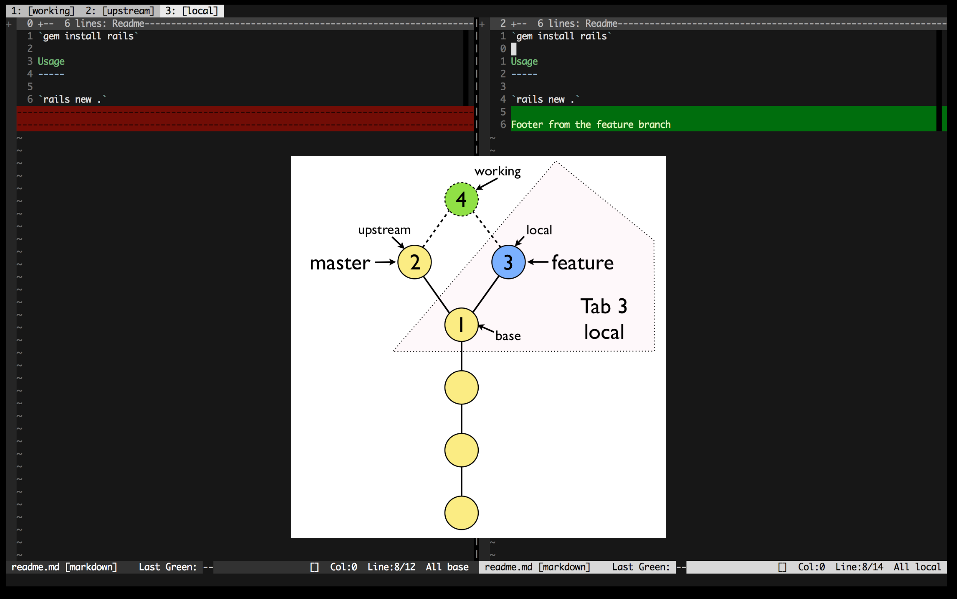 1: [working]  2: [upstream]  3: [local]
+ 0 +--  6 lines: Readme-----------------------------------------------------------------
1 `gem install rails`
2
3 Usage
4 -----
5
6 `rails new .`
~
+ 2 +--  6 lines: Readme-----------------------------------------------------------------
1 `gem install rails`
0
1 Usage
2 -----
3
4 `rails new .`
5
6 Footer from the feature branch
~
working
4
upstream
local
master
2
3
feature
Tab 3
local
1
base
readme.md [markdown]  Last Green: --  [] Col:0 Line:8/12 All base
readme.md [markdown]  Last Green: --  [] Col:0 Line:8/14 All local